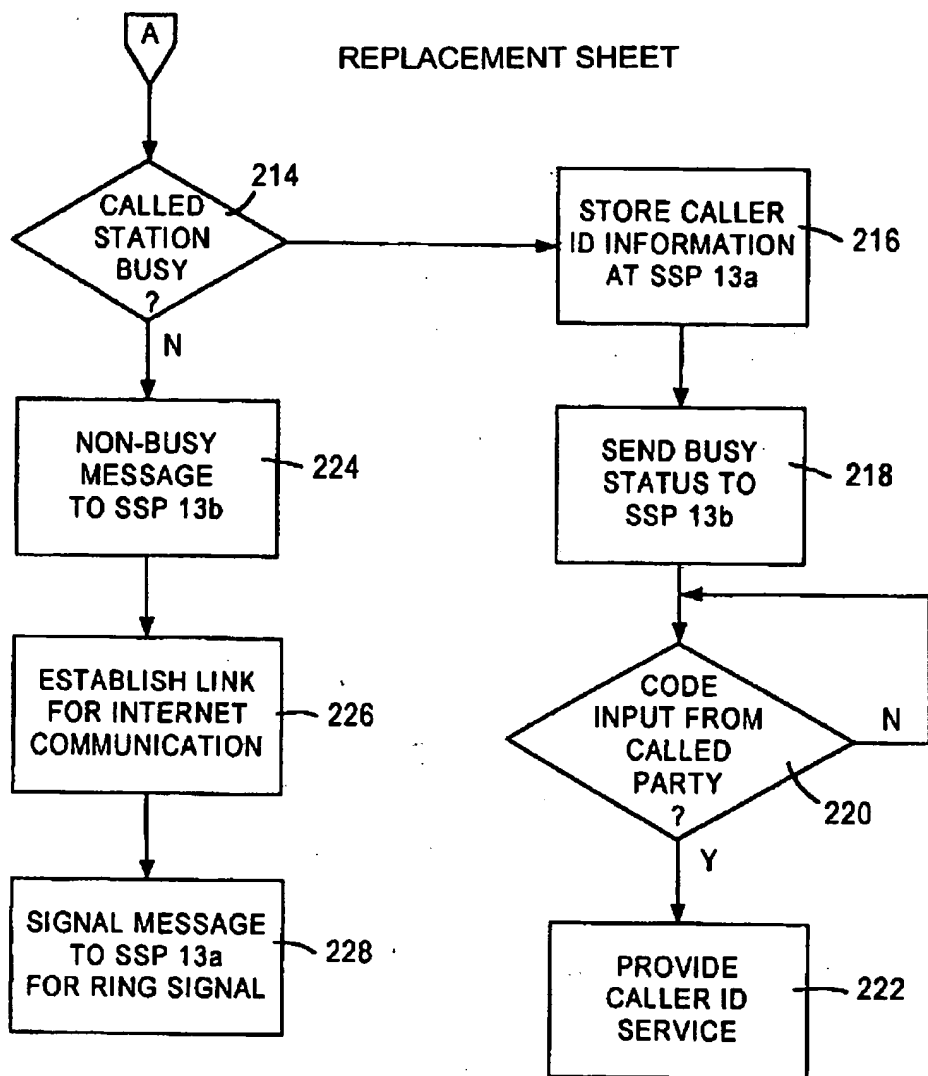 A
REPLACEMENT SHEET
CALLED
STATION
BUSY
?
214
N
STORE CALLER
ID INFORMATION
AT SSP 13a
216
NON-BUSY
MESSAGE
TO SSP 13b
224
SEND BUSY
STATUS TO
SSP 13b
218
ESTABLISH LINK
FOR INTERNET
COMMUNICATION
226
CODE
INPUT FROM
CALLED
PARTY
?
N
220
Y
SIGNAL MESSAGE
TO SSP 13a
FOR RING SIGNAL
228
PROVIDE
CALLER ID
SERVICE
222